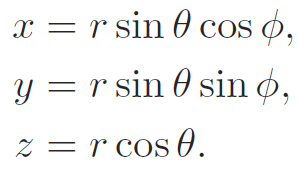 x = r sin θ cos ϕ,
y = r sin θ sin ϕ,
z = r cos θ.